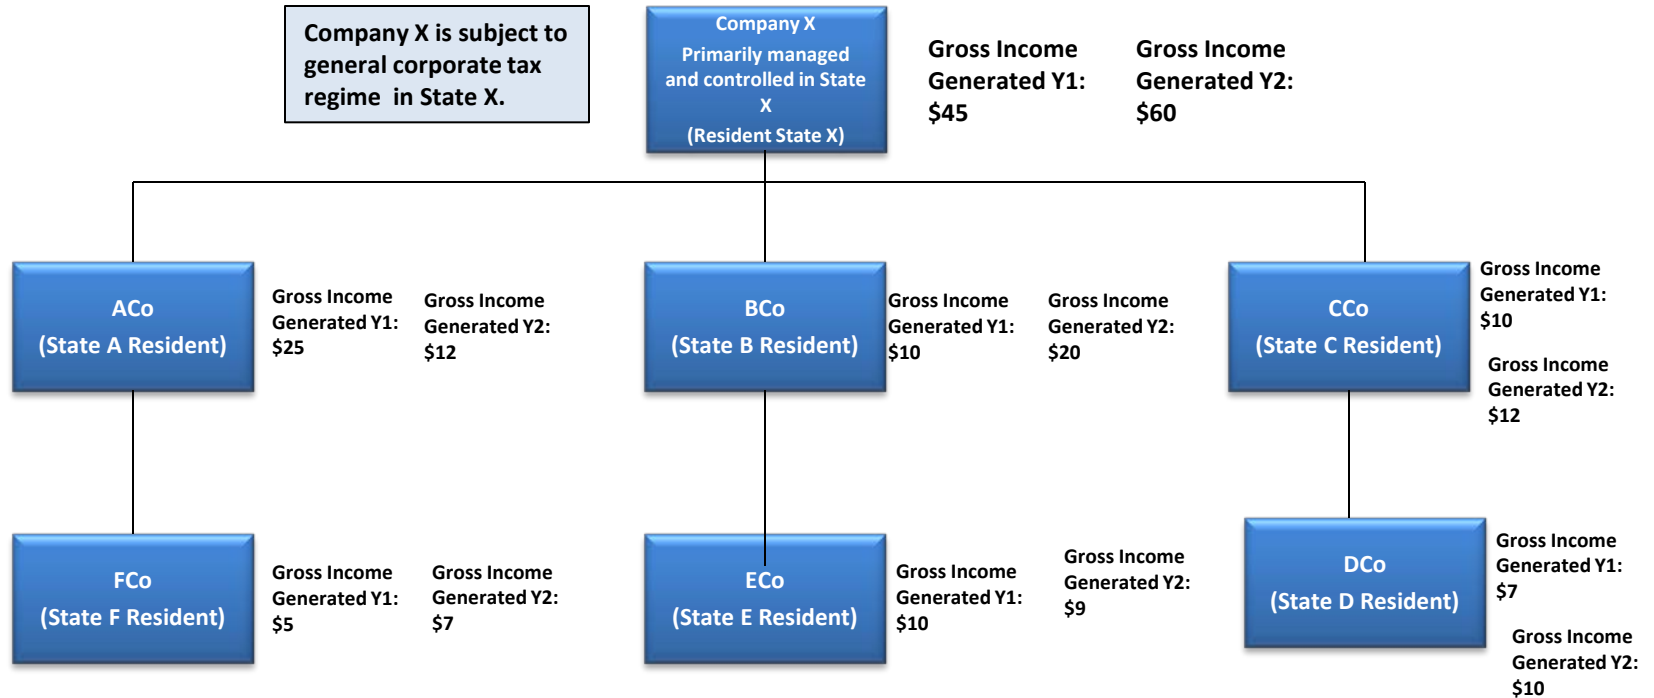 Company X is subject to
general corporate tax
regime in State X.
Company X
Primarily managed
and controlled in State
X
(Resident State X)
Gross Income
Generated Y1:
$45
Gross Income
Generated Y2:
$60
ACo
(State A Resident)
Gross Income
Generated Y1:
$25
Gross Income
Generated Y2:
$12
BCo
(State B Resident)
Gross Income
Generated Y1:
$10
Gross Income
Generated Y2:
$20
CCo
(State C Resident)
Gross Income
Generated Y1:
$10
Gross Income
Generated Y2:
$12
FCo
(State F Resident)
Gross Income
Generated Y1:
$5
Gross Income
Generated Y2:
$7
ECo
(State E Resident)
Gross Income
Generated Y1:
$10
Gross Income
Generated Y2:
$9
DCo
(State D Resident)
Gross Income
Generated Y1:
$7
Gross Income
Generated Y2:
$10